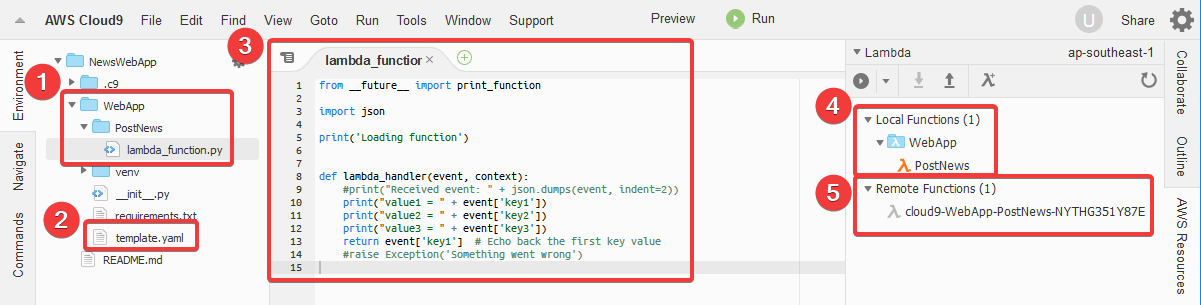 AWS Cloud9 File Edit Find View Goto Run Tools Window Support Preview Run U Share
Environment
Navigate
Commands
NewsWebApp
.c9
1
WebApp
PostNews
lambda_function.py
venv
__init__.py
requirements.txt
2
template.yaml
README.md
3
lambda_function ×
1 from __future__ import print_function
2
3 import json
4
5 print('Loading function')
6
7
8 def lambda_handler(event, context):
9 #print("Received event: " + json.dumps(event, indent=2))
10 print("value1 = " + event['key1'])
11 print("value2 = " + event['key2'])
12 print("value3 = " + event['key3'])
13 return event['key1']  # Echo back the first key value
14 #raise Exception('Something went wrong')
15
Lambda ap-southeast-1
4
Local Functions (1)
WebApp
PostNews
5
Remote Functions (1)
cloud9-WebApp-PostNews-NYTHG351Y87E
Collaborate
Outline
AWS Resources